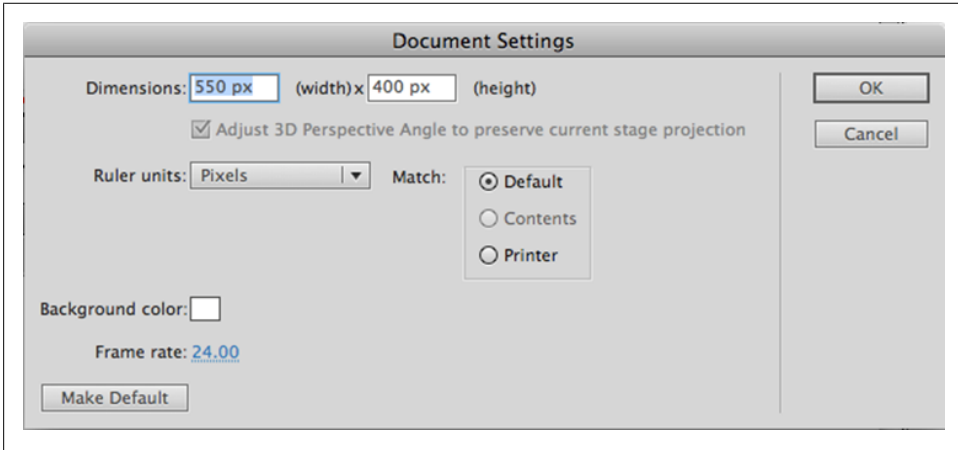 Document Settings
Dimensions: 550 px (width) x 400 px (height)
OK
Adjust 3D Perspective Angle to preserve current stage projection
Cancel
Ruler units: Pixels Match: Default
Contents
Printer
Background color:
Frame rate: 24.00
Make Default